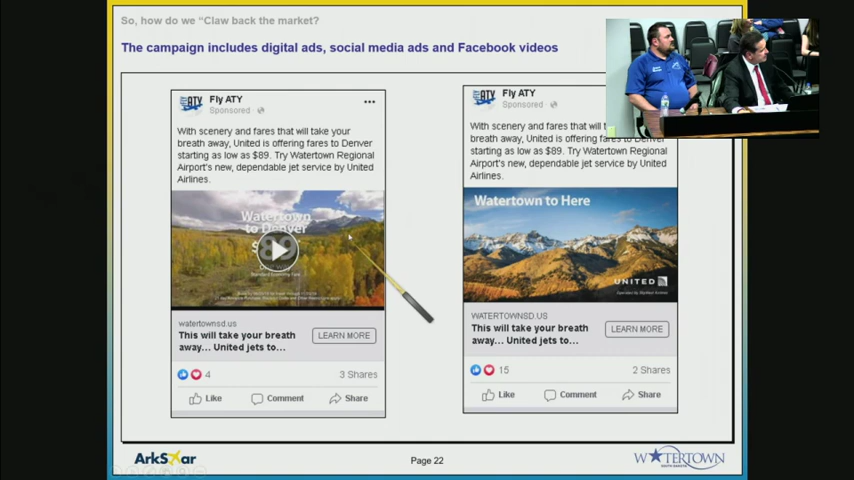 So, how do we “Claw back the market?
The campaign includes digital ads, social media ads and Facebook videos
Fly ATY
Sponsored
With scenery and fares that will take your
breath away, United is offering fares to Denver
starting as low as $89. Try Watertown Regional
Airport's new, dependable jet service by United
Airlines.
Watertown
to Denver
watertownsd.us
This will take your breath
away... United jets to...
LEARN MORE
4
3 Shares
Like
Comment
Share
Fly ATY
Sponsored
With scenery and fares that will t
breath away, United is offering fares to Denver
starting as low as $89. Try Watertown Regional
Airport's new, dependable jet service by United
Airlines.
Watertown to Here
UNITED
WATERTOWNSD.US
This will take your breath
away... United jets to...
LEARN MORE
15
2 Shares
Like
Comment
Share
ArkStar
Page 22
WATERTOWN
SOUTH DAKOTA